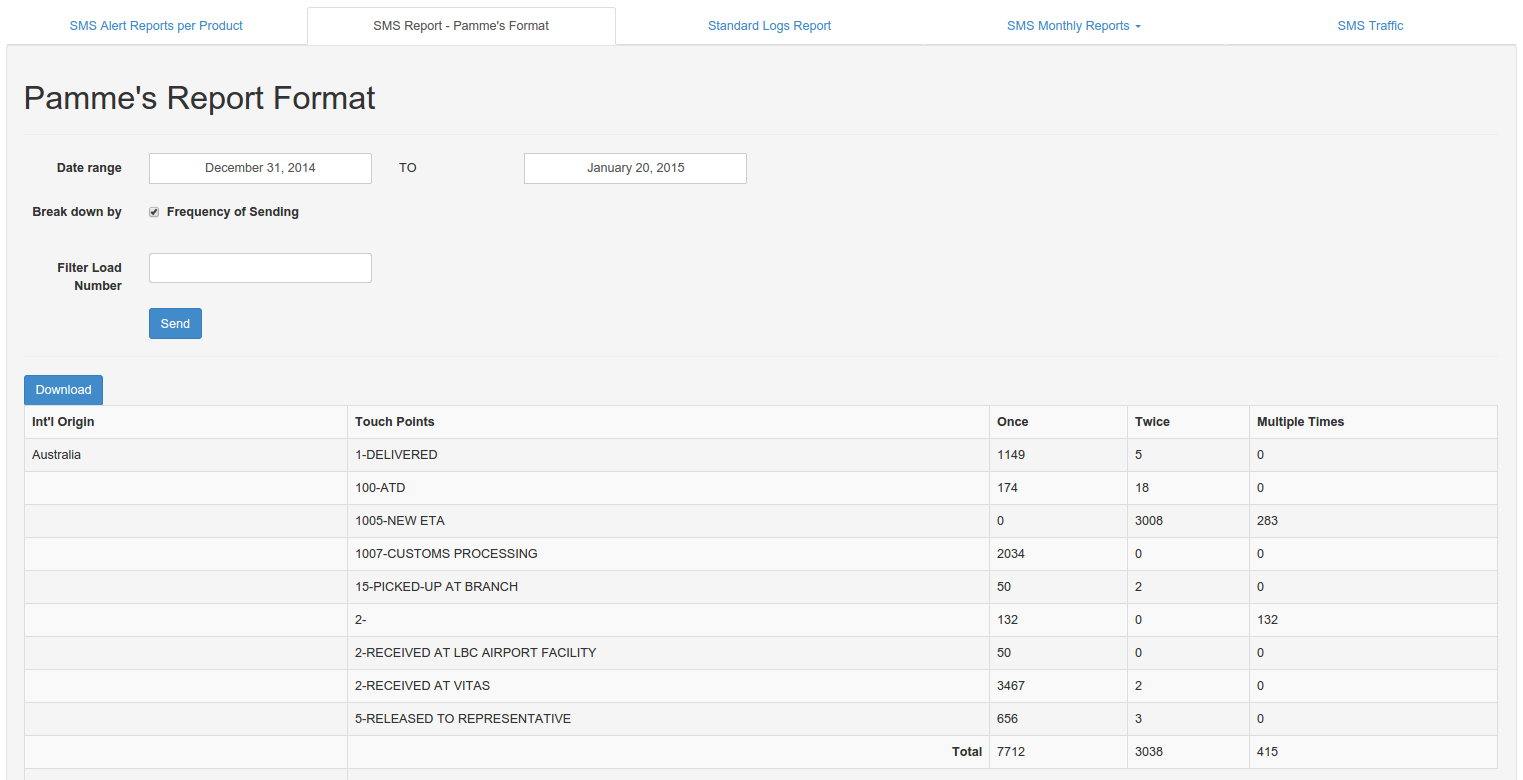 SMS Alert Reports per Product SMS Report - Pamme's Format Standard Logs Report SMS Monthly Reports SMS Traffic
Pamme's Report Format
Date range December 31, 2014 TO January 20, 2015
Break down by Frequency of Sending
Filter Load
Number
Send
Download
Int'l Origin Touch Points Once Twice Multiple Times
Australia 1-DELIVERED 1149 5 0
100-ATD 174 18 0
1005-NEW ETA 0 3008 283
1007-CUSTOMS PROCESSING 2034 0 0
15-PICKED-UP AT BRANCH 50 2 0
2- 132 0 132
2-RECEIVED AT LBC AIRPORT FACILITY 50 0 0
2-RECEIVED AT VITAS 3467 2 0
5-RELEASED TO REPRESENTATIVE 656 3 0
Total 7712 3038 415